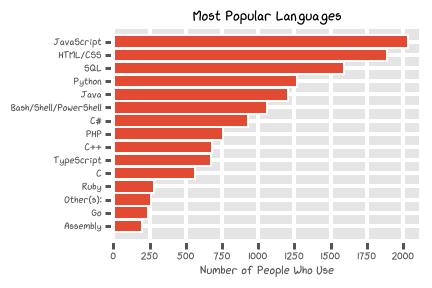 Most Popular Languages
JavaScript
HTML/CSS
SQL
Python
Java
Bash/Shell/PowerShell
C#
PHP
C++
TypeScript
C
Ruby
Other(s):
Go
Assembly
0 250 500 750 1000 1250 1500 1750 2000
Number of People Who Use